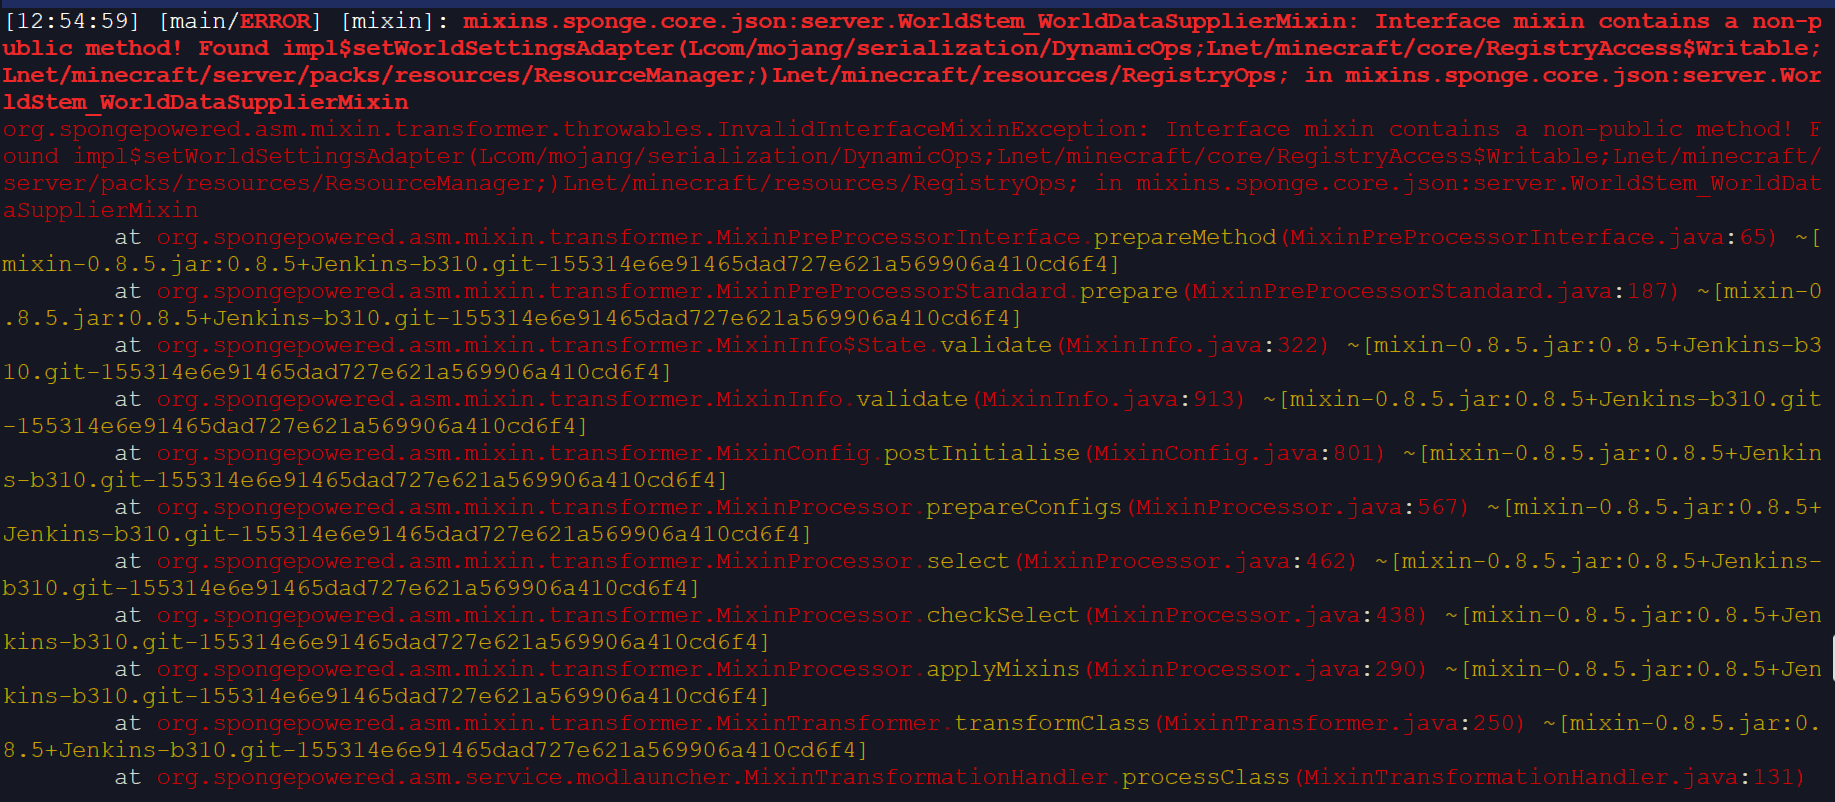 [12:54:59] [main/ERROR] [mixin]: mixins.sponge.core.json:server.WorldStem_WorldDataSupplierMixin: Interface mixin contains a non-p
ublic method! Found impl$setWorldSettingsAdapter(Lcom/mojang/serialization/DynamicOps;Lnet/minecraft/core/RegistryAccess$Writable;
Lnet/minecraft/server/packs/resources/ResourceManager;)Lnet/minecraft/resources/RegistryOps; in mixins.sponge.core.json:server.Wor
ldStem_WorldDataSupplierMixin
org.spongepowered.asm.mixin.transformer.throwables.InvalidInterfaceMixinException: Interface mixin contains a non-public method! F
ound impl$setWorldSettingsAdapter(Lcom/mojang/serialization/DynamicOps;Lnet/minecraft/core/RegistryAccess$Writable;Lnet/minecraft/
server/packs/resources/ResourceManager;)Lnet/minecraft/resources/RegistryOps; in mixins.sponge.core.json:server.WorldStem_WorldDat
aSupplierMixin
at org.spongepowered.asm.mixin.transformer.MixinPreProcessorInterface.prepareMethod(MixinPreProcessorInterface.java:65) ~[
mixin-0.8.5.jar:0.8.5+Jenkins-b310.git-155314e6e91465dad727e621a569906a410cd6f4]
at org.spongepowered.asm.mixin.transformer.MixinPreProcessorStandard.prepare(MixinPreProcessorStandard.java:187) ~[mixin-0
.8.5.jar:0.8.5+Jenkins-b310.git-155314e6e91465dad727e621a569906a410cd6f4]
at org.spongepowered.asm.mixin.transformer.MixinInfo$State.validate(MixinInfo.java:322) ~[mixin-0.8.5.jar:0.8.5+Jenkins-b3
10.git-155314e6e91465dad727e621a569906a410cd6f4]
at org.spongepowered.asm.mixin.transformer.MixinInfo.validate(MixinInfo.java:913) ~[mixin-0.8.5.jar:0.8.5+Jenkins-b310.git
-155314e6e91465dad727e621a569906a410cd6f4]
at org.spongepowered.asm.mixin.transformer.MixinConfig.postInitialise(MixinConfig.java:801) ~[mixin-0.8.5.jar:0.8.5+Jenkin
s-b310.git-155314e6e91465dad727e621a569906a410cd6f4]
at org.spongepowered.asm.mixin.transformer.MixinProcessor.prepareConfigs(MixinProcessor.java:567) ~[mixin-0.8.5.jar:0.8.5+
Jenkins-b310.git-155314e6e91465dad727e621a569906a410cd6f4]
at org.spongepowered.asm.mixin.transformer.MixinProcessor.select(MixinProcessor.java:462) ~[mixin-0.8.5.jar:0.8.5+Jenkins-
b310.git-155314e6e91465dad727e621a569906a410cd6f4]
at org.spongepowered.asm.mixin.transformer.MixinProcessor.checkSelect(MixinProcessor.java:438) ~[mixin-0.8.5.jar:0.8.5+Jen
kins-b310.git-155314e6e91465dad727e621a569906a410cd6f4]
at org.spongepowered.asm.mixin.transformer.MixinProcessor.applyMixins(MixinProcessor.java:290) ~[mixin-0.8.5.jar:0.8.5+Jen
kins-b310.git-155314e6e91465dad727e621a569906a410cd6f4]
at org.spongepowered.asm.mixin.transformer.MixinTransformer.transformClass(MixinTransformer.java:250) ~[mixin-0.8.5.jar:0.
8.5+Jenkins-b310.git-155314e6e91465dad727e621a569906a410cd6f4]
at org.spongepowered.asm.service.modlauncher.MixinTransformationHandler.processClass(MixinTransformationHandler.java:131)